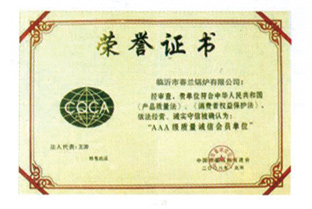 荣誉证书
CQCA
临沂市春兰锅炉有限公司：
经审查，贵单位符合中华人民共和国
《产品质量法》、《消费者权益保护法》，
依法经营、诚实守信被确认为：
“AAA级质量诚信会员单位”
法人代表：王